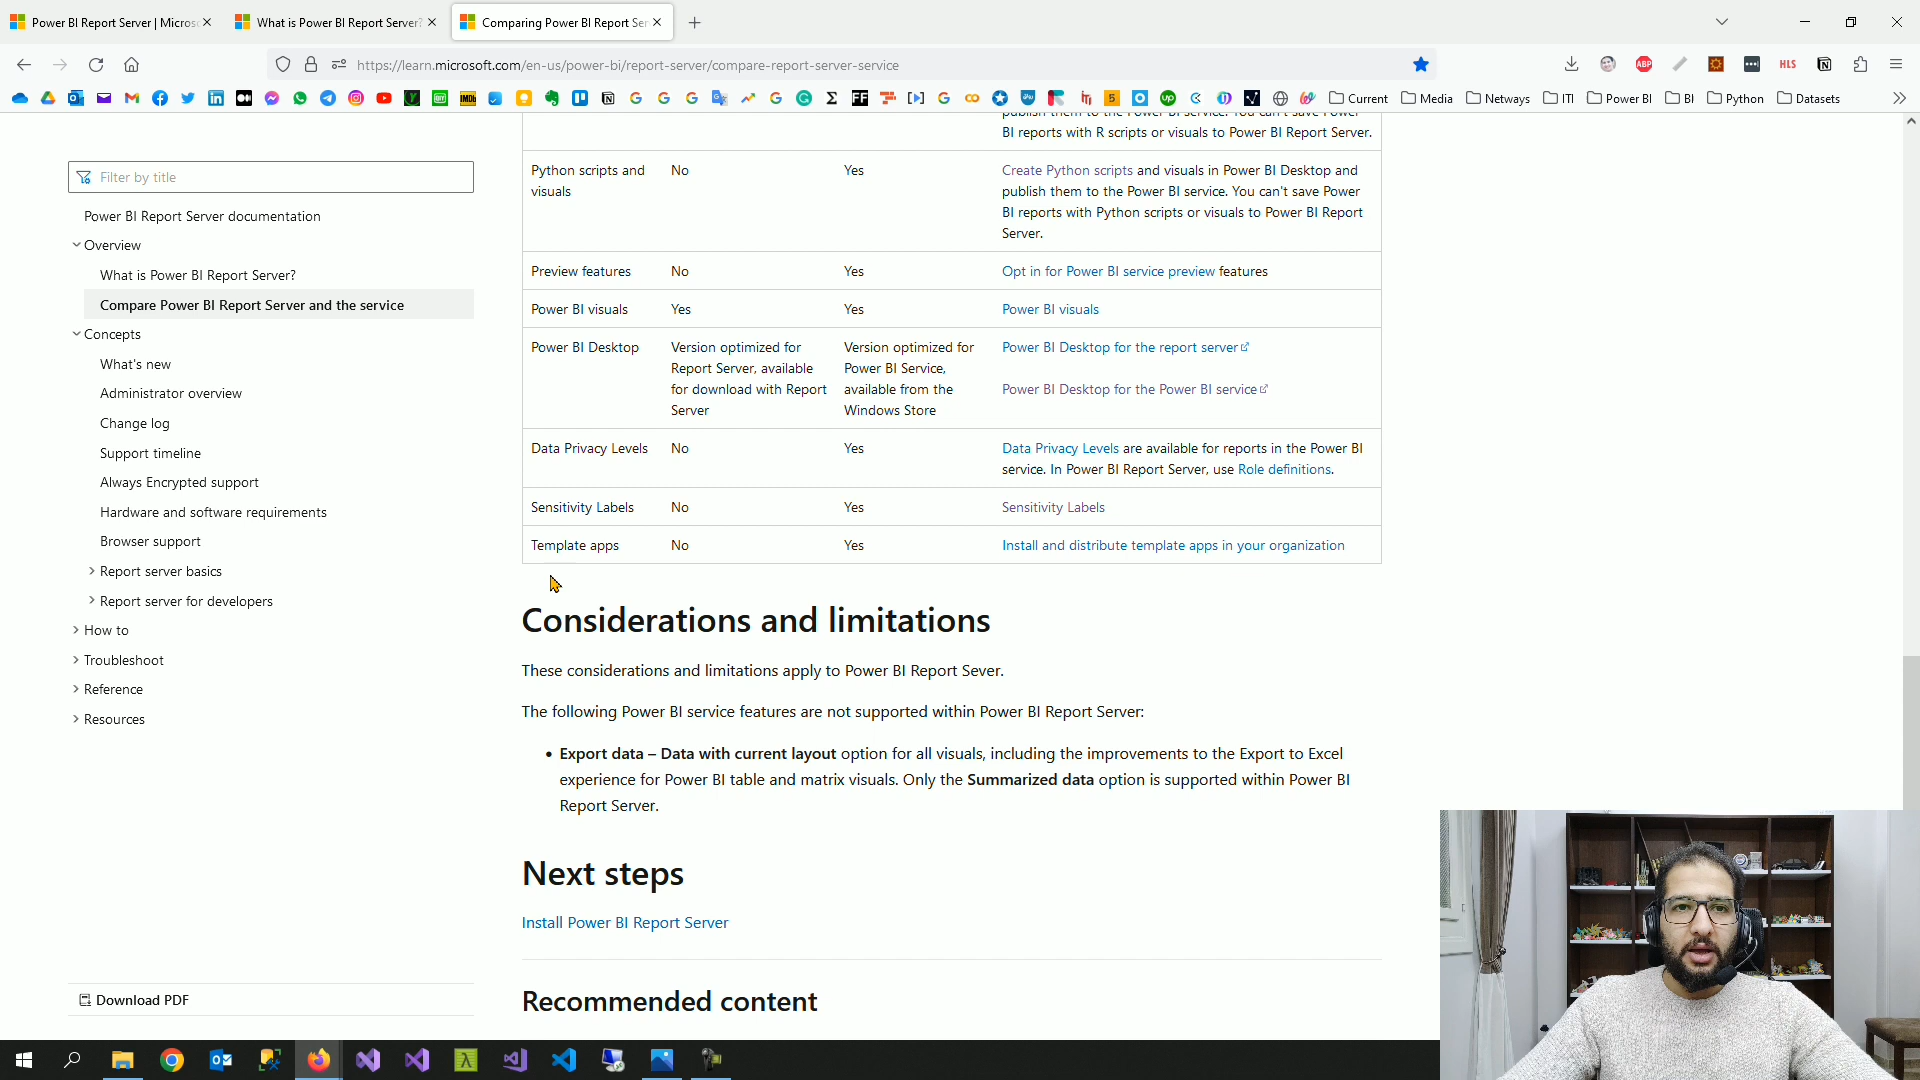 Power BI Report Server | Micros
What is Power BI Report Server?
Comparing Power BI Report Ser
https://learn.microsoft.com/en-us/power-bi/report-server/compare-report-server-service
Current
Media
Netways
ITI
Power BI
BI
Python
Datasets
Filter by title
Power BI Report Server documentation
Overview
What is Power BI Report Server?
Compare Power BI Report Server and the service
Concepts
What's new
Administrator overview
Change log
Support timeline
Always Encrypted support
Hardware and software requirements
Browser support
Report server basics
Report server for developers
How to
Troubleshoot
Reference
Resources
Download PDF
publish them to the Power BI service. You can't save Power
BI reports with R scripts or visuals to Power BI Report Server.
Python scripts and
visuals
No
Yes
Create Python scripts and visuals in Power BI Desktop and
publish them to the Power BI service. You can't save Power
BI reports with Python scripts or visuals to Power BI Report
Server.
Preview features
No
Yes
Opt in for Power BI service preview features
Power BI visuals
Yes
Yes
Power BI visuals
Power BI Desktop
Version optimized for
Report Server, available
for download with Report
Server
Version optimized for
Power BI Service,
available from the
Windows Store
Power BI Desktop for the report server
Power BI Desktop for the Power BI service
Data Privacy Levels
No
Yes
Data Privacy Levels are available for reports in the Power BI
service. In Power BI Report Server, use Role definitions.
Sensitivity Labels
No
Yes
Sensitivity Labels
Template apps
No
Yes
Install and distribute template apps in your organization
Considerations and limitations
These considerations and limitations apply to Power BI Report Sever.
The following Power BI service features are not supported within Power BI Report Server:
• Export data – Data with current layout option for all visuals, including the improvements to the Export to Excel
experience for Power BI table and matrix visuals. Only the Summarized data option is supported within Power BI
Report Server.
Next steps
Install Power BI Report Server
Recommended content